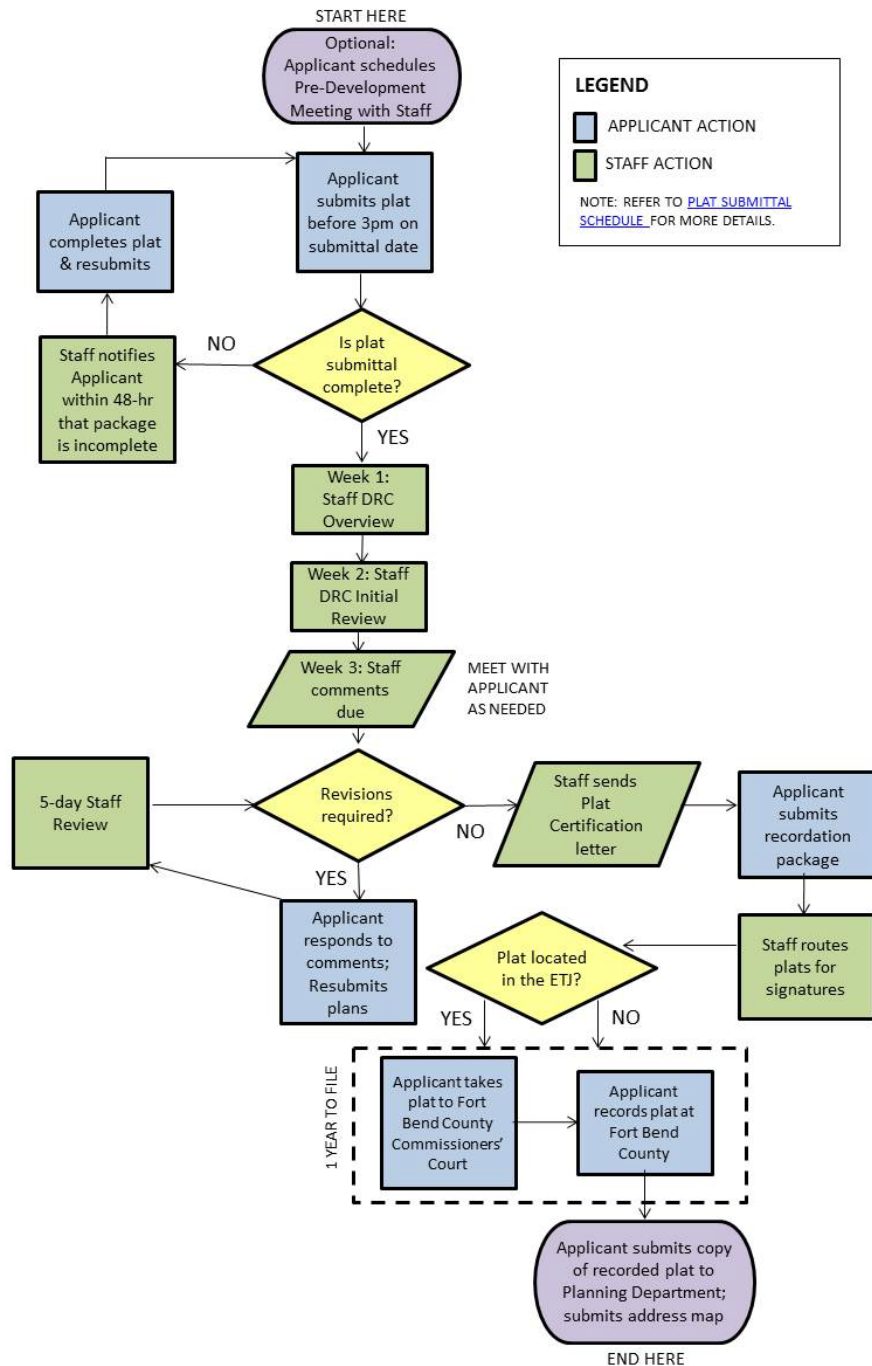 START HERE
Optional:
Applicant schedules
Pre-Development
Meeting with Staff
LEGEND
APPLICANT ACTION
STAFF ACTION
NOTE: REFER TO PLAT SUBMITTAL
SCHEDULE FOR MORE DETAILS.
Applicant
submits plat
before 3pm on
submittal date
Applicant
completes plat
& resubmits
Is plat
submittal
complete?
NO
Staff notifies
Applicant
within 48-hr
that package
is incomplete
YES
Week 1:
Staff DRC
Overview
Week 2: Staff
DRC Initial
Review
Week 3: Staff
comments
due
MEET WITH
APPLICANT
AS NEEDED
5-day Staff
Review
Revisions
required?
NO
Staff sends
Plat
Certification
letter
Applicant
submits
recordation
package
YES
Applicant
responds to
comments;
Resubmits
plans
Plat located
in the ETJ?
Staff routes
plats for
signatures
YES
NO
1 YEAR TO FILE
Applicant takes
plat to Fort
Bend County
Commissioners'
Court
Applicant
records plat at
Fort Bend
County
Applicant submits copy
of recorded plat to
Planning Department;
submits address map
END HERE